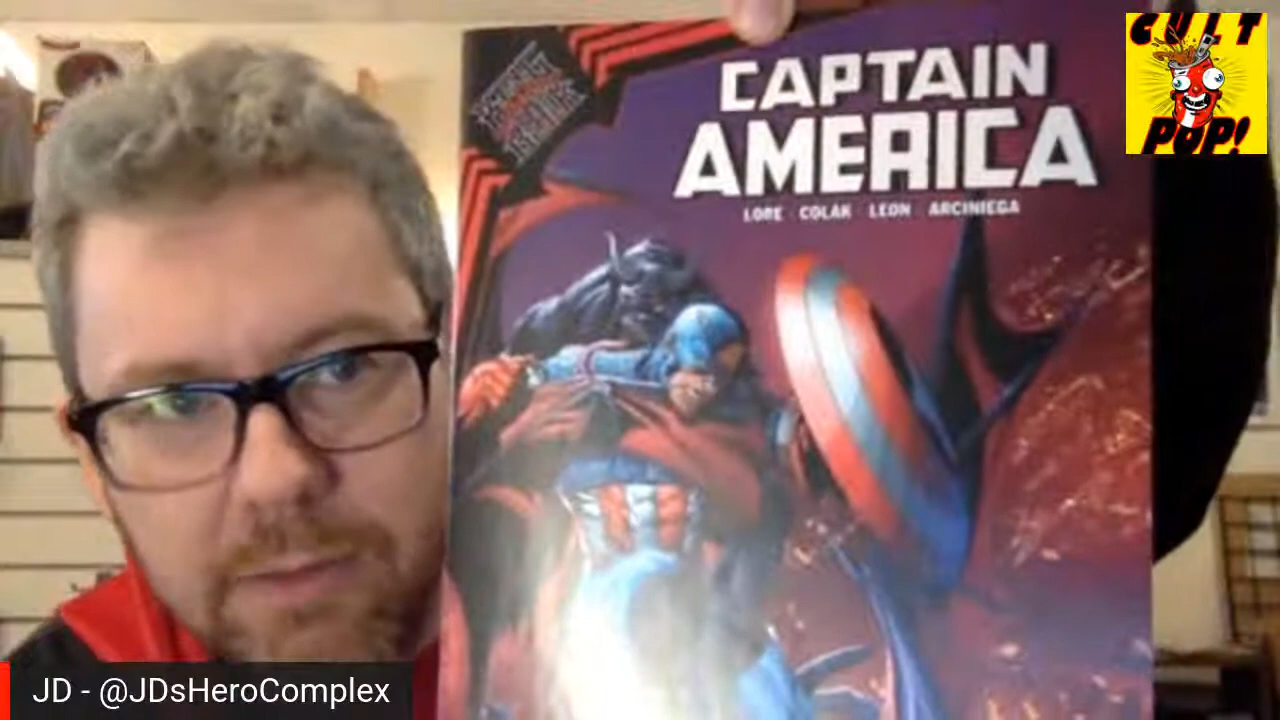 CAPTAIN
AMERICA
LORE COLAK LEON ARCINIEGA
CULT
POP!
JD - @JDsHeroComplex